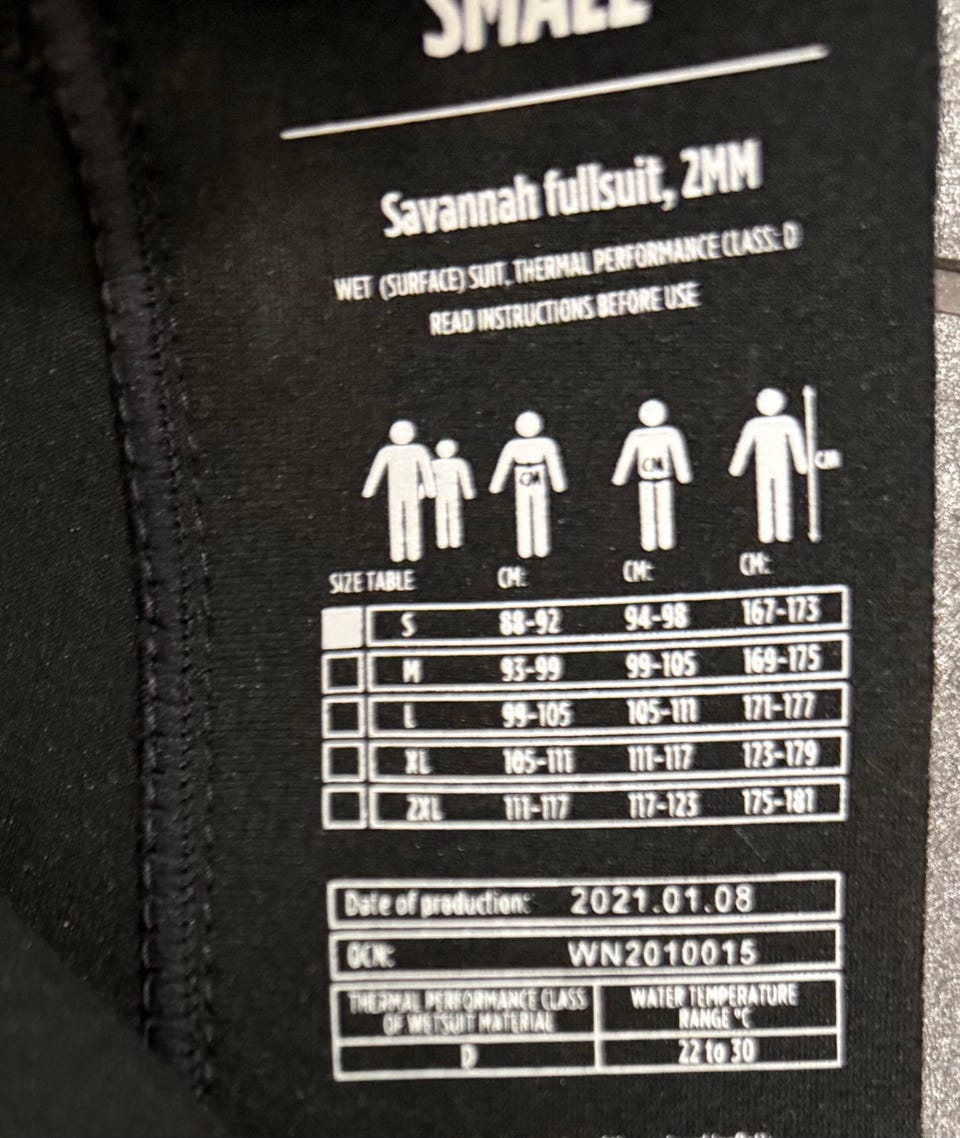 SMALL
Savannah fullsuit, 2MM
WET (SURFACE) SUIT, THERMAL PERFORMANCE CLASS: D
READ INSTRUCTIONS BEFORE USE
CM CM CM
SIZE TABLE CM: CM: CM:
S 88-92 94-98 167-173
M 93-99 99-105 169-175
L 99-105 105-111 171-177
XL 105-111 111-117 173-179
2XL 111-117 117-123 175-181
Date of production: 2021.01.08
OCN: WN2010015
THERMAL PERFORMANCE CLASS WATER TEMPERATURE
OF WETSUIT MATERIAL RANGE °C
D 22 to 30